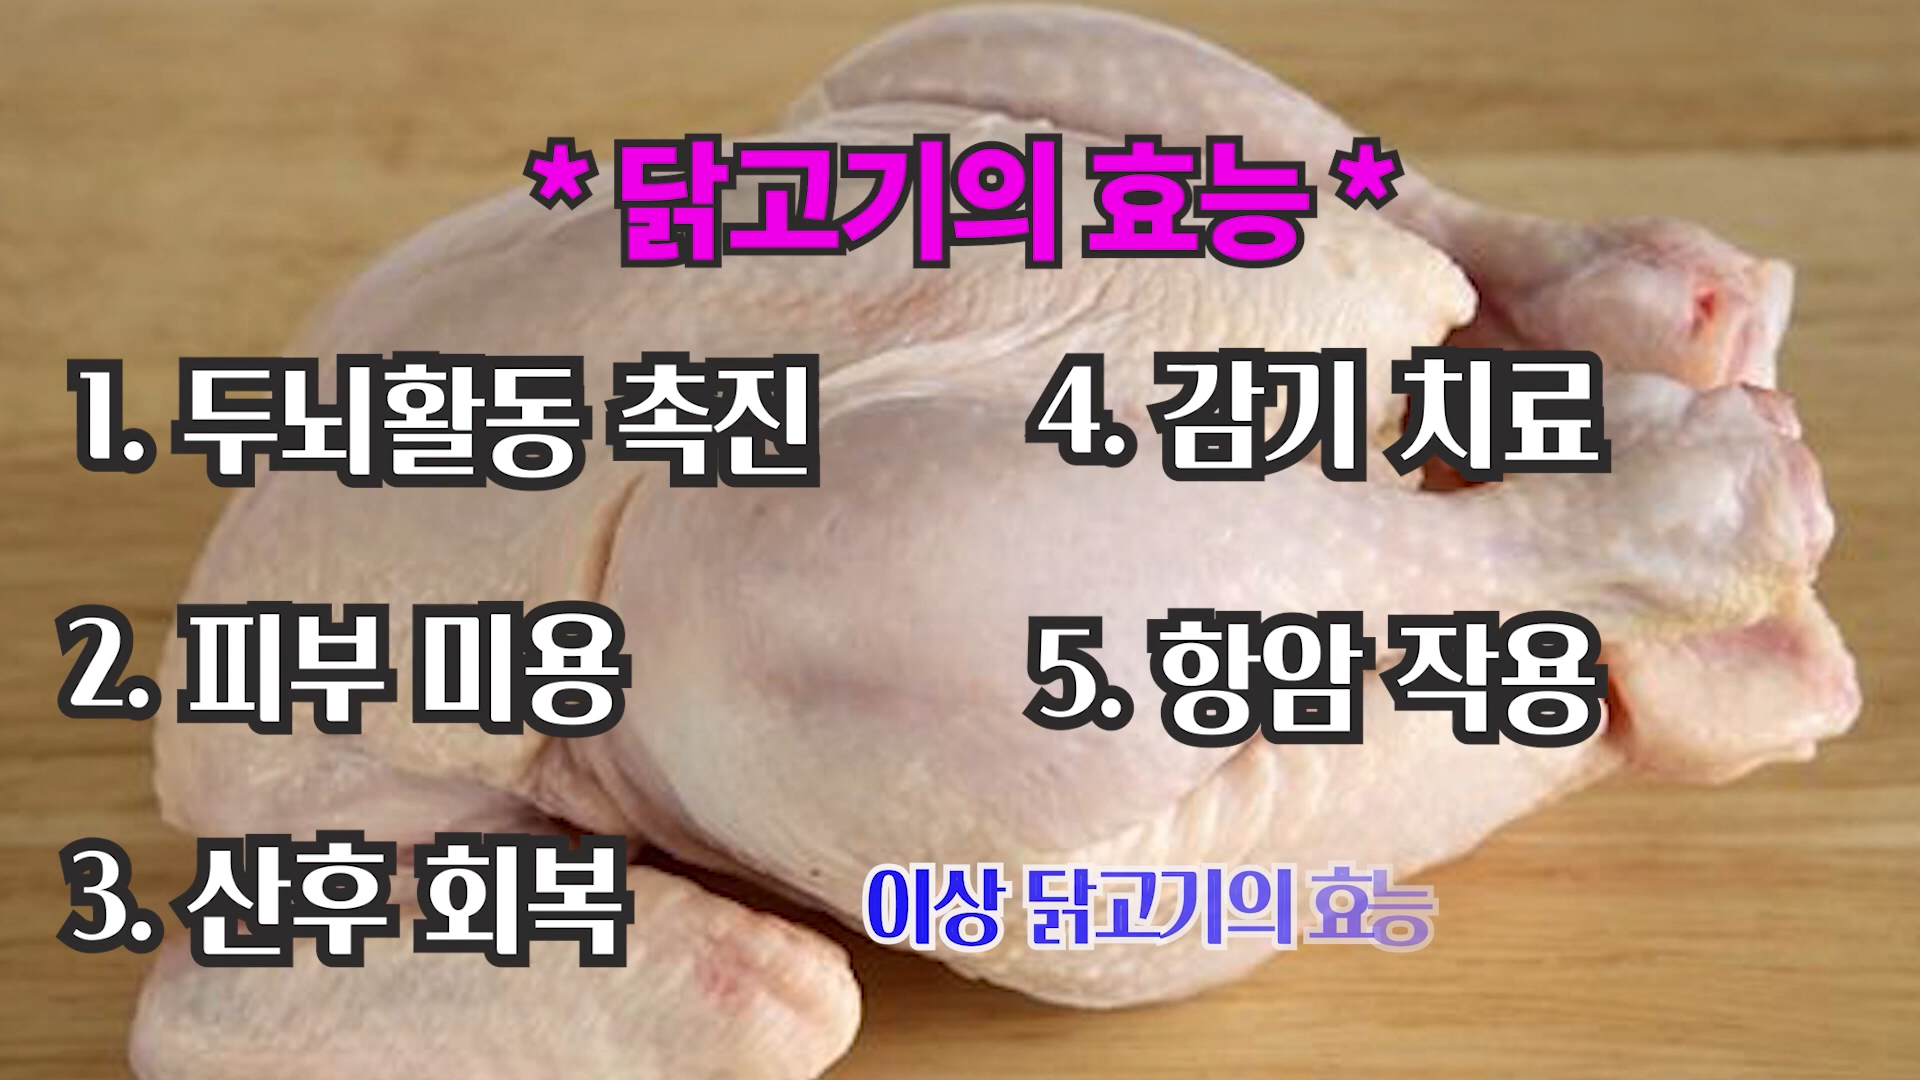 * 닭고기의 효능 *
1. 두뇌활동 촉진
2. 피부 미용
3. 산후 회복
4. 감기 치료
5. 항암 작용
이상 닭고기의 효능